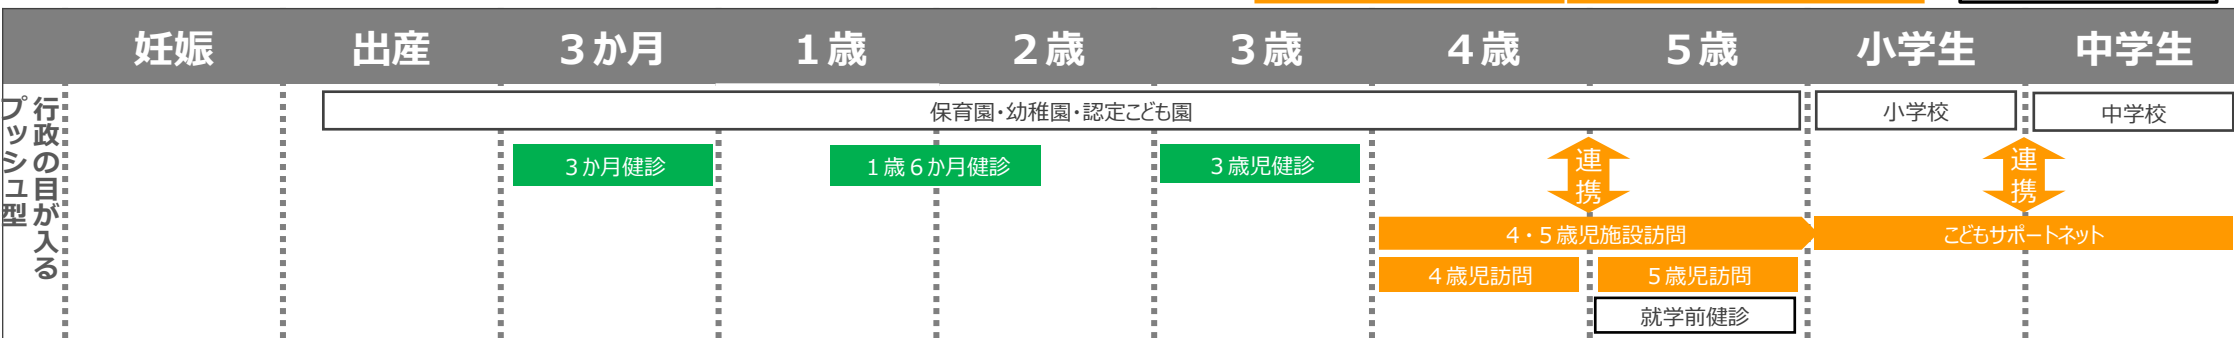 妊娠
出産
３か月
１歳
２歳
３歳
４歳
５歳
小学生
中学生
行政の目が入る
プッシュ型
保育園・幼稚園・認定こども園
小学校
中学校
３か月健診
１歳６か月健診
３歳児健診
連携
連携
４・５歳児施設訪問
こどもサポートネット
４歳児訪問
５歳児訪問
就学前健診